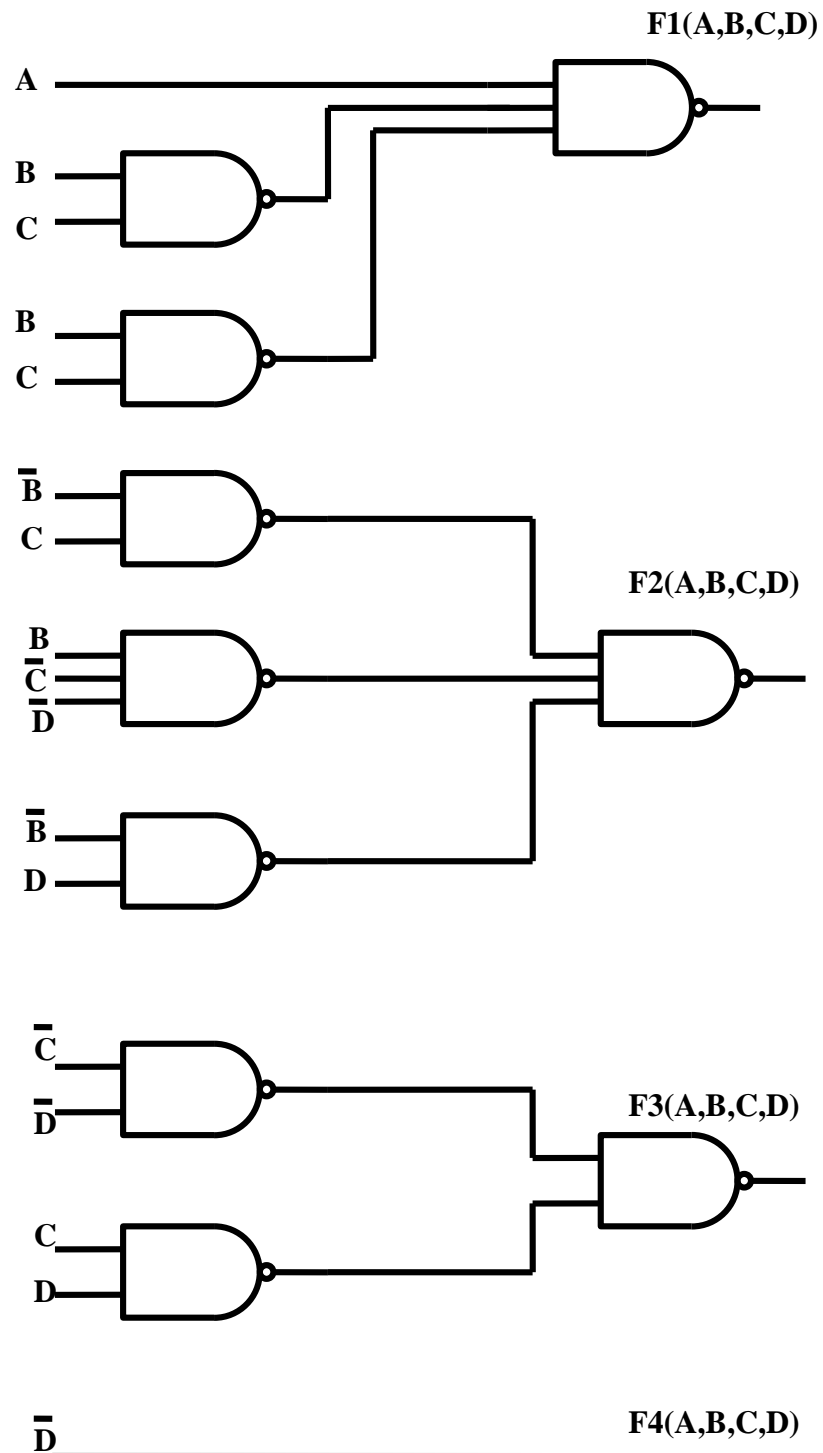 F1(A,B,C,D)
A
B
C
B
C
B̅
C
F2(A,B,C,D)
B
C̅
D̅
B̅
D
C̅
F3(A,B,C,D)
D̅
C
D
F4(A,B,C,D)
D̅